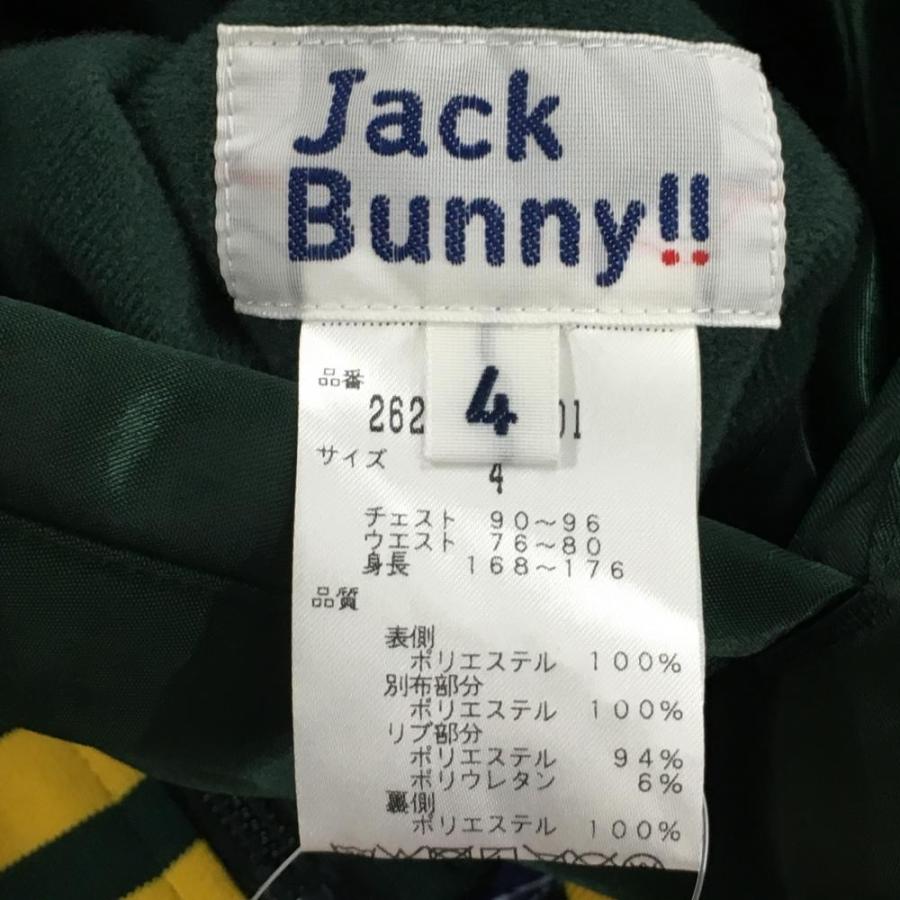 Jack
Bunny!!
4
品番
262 01
サイズ
4
チェスト 90~96
ウエスト 76~80
身長 168~176
品質
表側
ポリエステル 100%
別布部分
ポリエステル 100%
リブ部分
ポリエステル 94%
ポリウレタン 6%
裏側
ポリエステル 100%